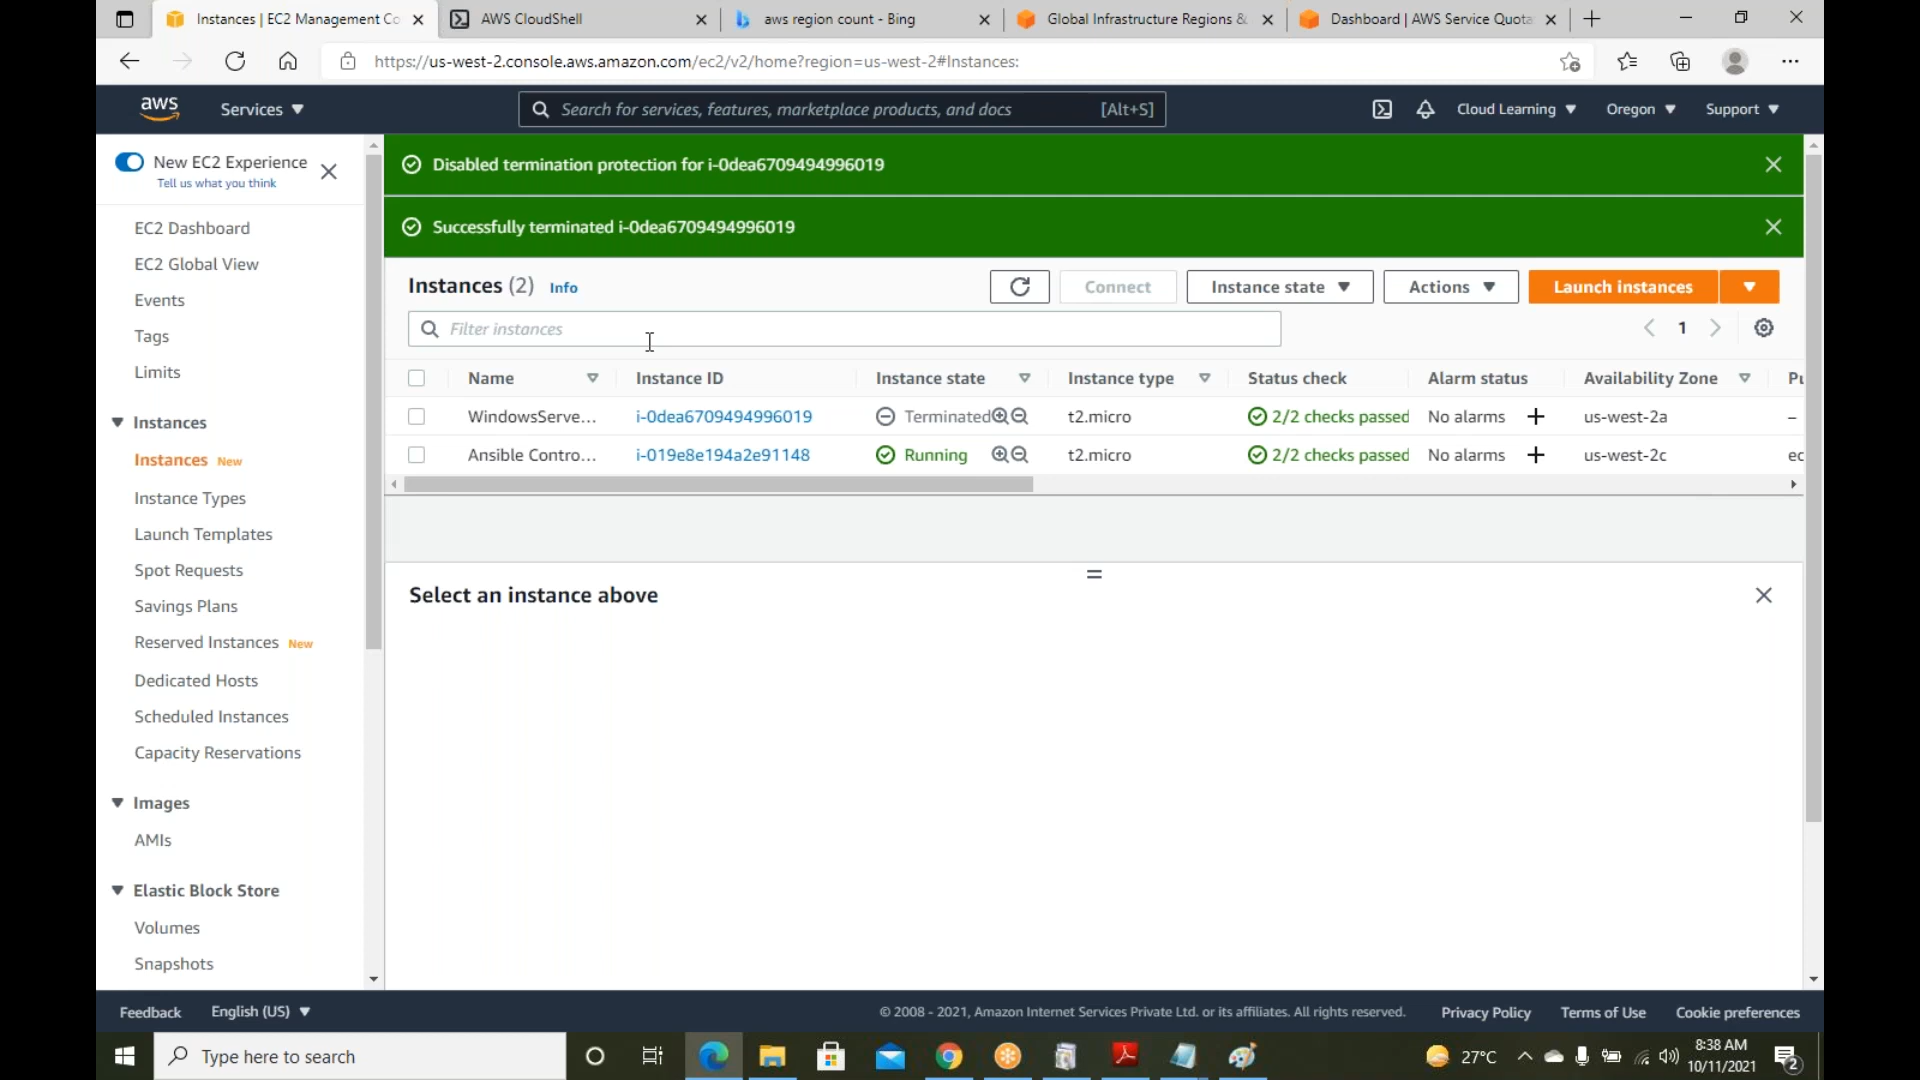 Instances | EC2 Management Co
AWS CloudShell
aws region count - Bing
Global Infrastructure Regions &
Dashboard | AWS Service Quota
https://us-west-2.console.aws.amazon.com/ec2/v2/home?region=us-west-2#Instances:
aws
Services
Search for services, features, marketplace products, and docs
[Alt+S]
Cloud Learning
Oregon
Support
New EC2 Experience
Tell us what you think
EC2 Dashboard
EC2 Global View
Events
Tags
Limits
Instances
Instances New
Instance Types
Launch Templates
Spot Requests
Savings Plans
Reserved Instances New
Dedicated Hosts
Scheduled Instances
Capacity Reservations
Images
AMIs
Elastic Block Store
Volumes
Snapshots
Disabled termination protection for i-0dea6709494996019
Successfully terminated i-0dea6709494996019
Instances (2) Info
Connect
Instance state
Actions
Launch instances
Filter instances
1
Name Instance ID Instance state Instance type Status check Alarm status Availability Zone Pu
WindowsServe... i-0dea6709494996019 Terminated t2.micro 2/2 checks passed No alarms + us-west-2a –
Ansible Contro... i-019e8e194a2e91148 Running t2.micro 2/2 checks passed No alarms + us-west-2c ec
Select an instance above
Feedback
English (US)
© 2008 - 2021, Amazon Internet Services Private Ltd. or its affiliates. All rights reserved.
Privacy Policy
Terms of Use
Cookie preferences
Type here to search
27°C
8:38 AM
10/11/2021
2